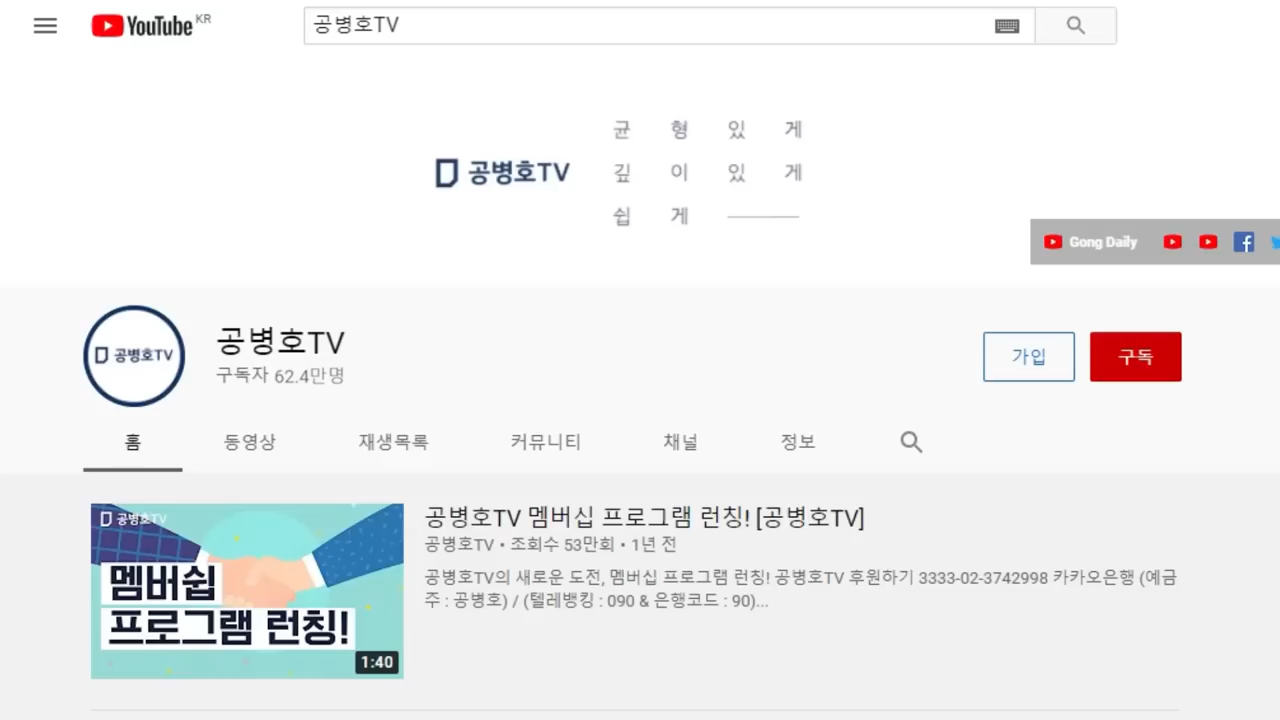 YouTube KR
공병호TV
균형있게
공병호TV 깊이있게
쉽게
Gong Daily
공병호TV
공병호TV
구독자 62.4만명
가입
구독
홈 동영상 재생목록 커뮤니티 채널 정보
공병호TV
멤버쉽
프로그램 런칭!
1:40
공병호TV 멤버십 프로그램 런칭! [공병호TV]
공병호TV • 조회수 53만회 • 1년 전
공병호TV의 새로운 도전, 멤버십 프로그램 런칭! 공병호TV 후원하기 3333-02-3742998 카카오은행 (예금
주 : 공병호) / (텔레뱅킹 : 090 & 은행코드 : 90)...